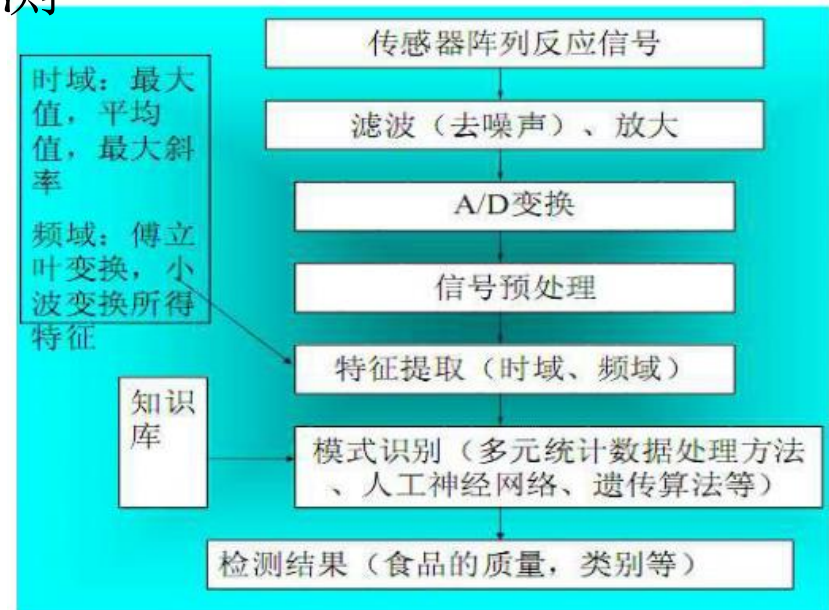 测
传感器阵列反应信号
时域：最大
值，平均
值，最大斜
率
频域：傅立
叶变换，小
波变换所得
特征
滤波（去噪声）、放大
A/D变换
信号预处理
特征提取（时域、频域）
知识
库
模式识别（多元统计数据处理方法
、人工神经网络、遗传算法等）
检测结果（食品的质量，类别等）